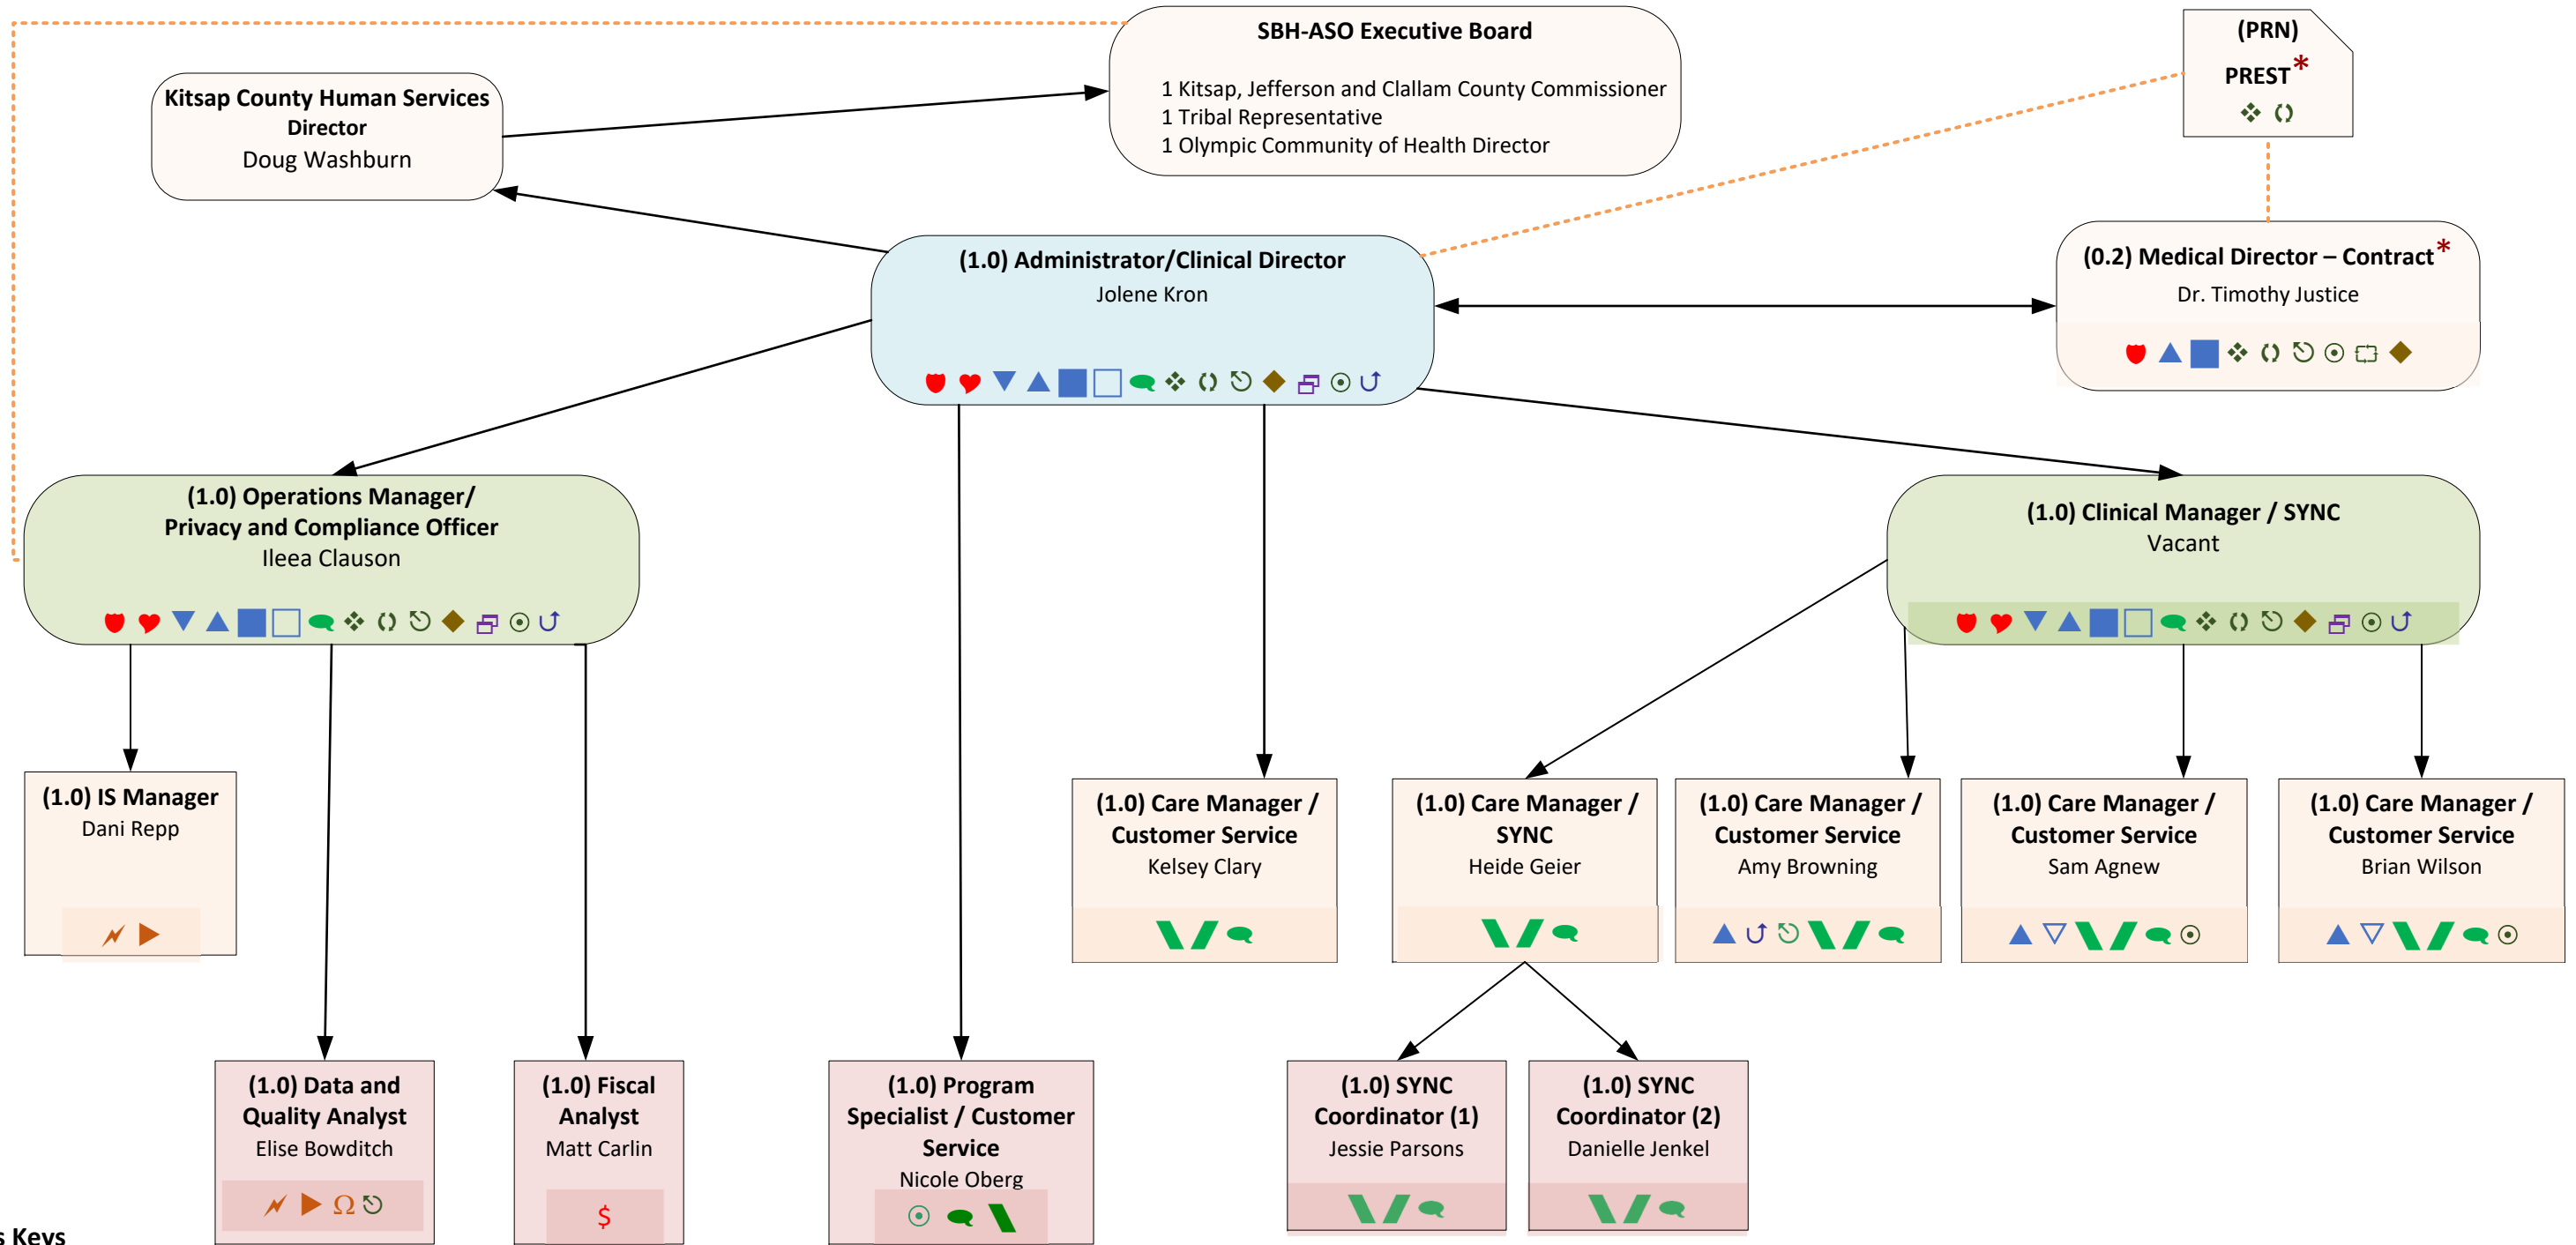 SBH-ASO Executive Board
1 Kitsap, Jefferson and Clallam County Commissioner
1 Tribal Representative
1 Olympic Community of Health Director
(PRN)
PREST*
Kitsap County Human Services
Director
Doug Washburn
(1.0) Administrator/Clinical Director
Jolene Kron
(0.2) Medical Director – Contract*
Dr. Timothy Justice
(1.0) Operations Manager/
Privacy and Compliance Officer
Ileea Clauson
(1.0) Clinical Manager / SYNC
Vacant
(1.0) IS Manager
Dani Repp
(1.0) Care Manager /
Customer Service
Kelsey Clary
(1.0) Care Manager /
SYNC
Heide Geier
(1.0) Care Manager /
Customer Service
Amy Browning
(1.0) Care Manager /
Customer Service
Sam Agnew
(1.0) Care Manager /
Customer Service
Brian Wilson
(1.0) Data and
Quality Analyst
Elise Bowditch
Ω
(1.0) Fiscal
Analyst
Matt Carlin
$
(1.0) Program
Specialist / Customer
Service
Nicole Oberg
(1.0) SYNC
Coordinator (1)
Jessie Parsons
(1.0) SYNC
Coordinator (2)
Danielle Jenkel
s Keys